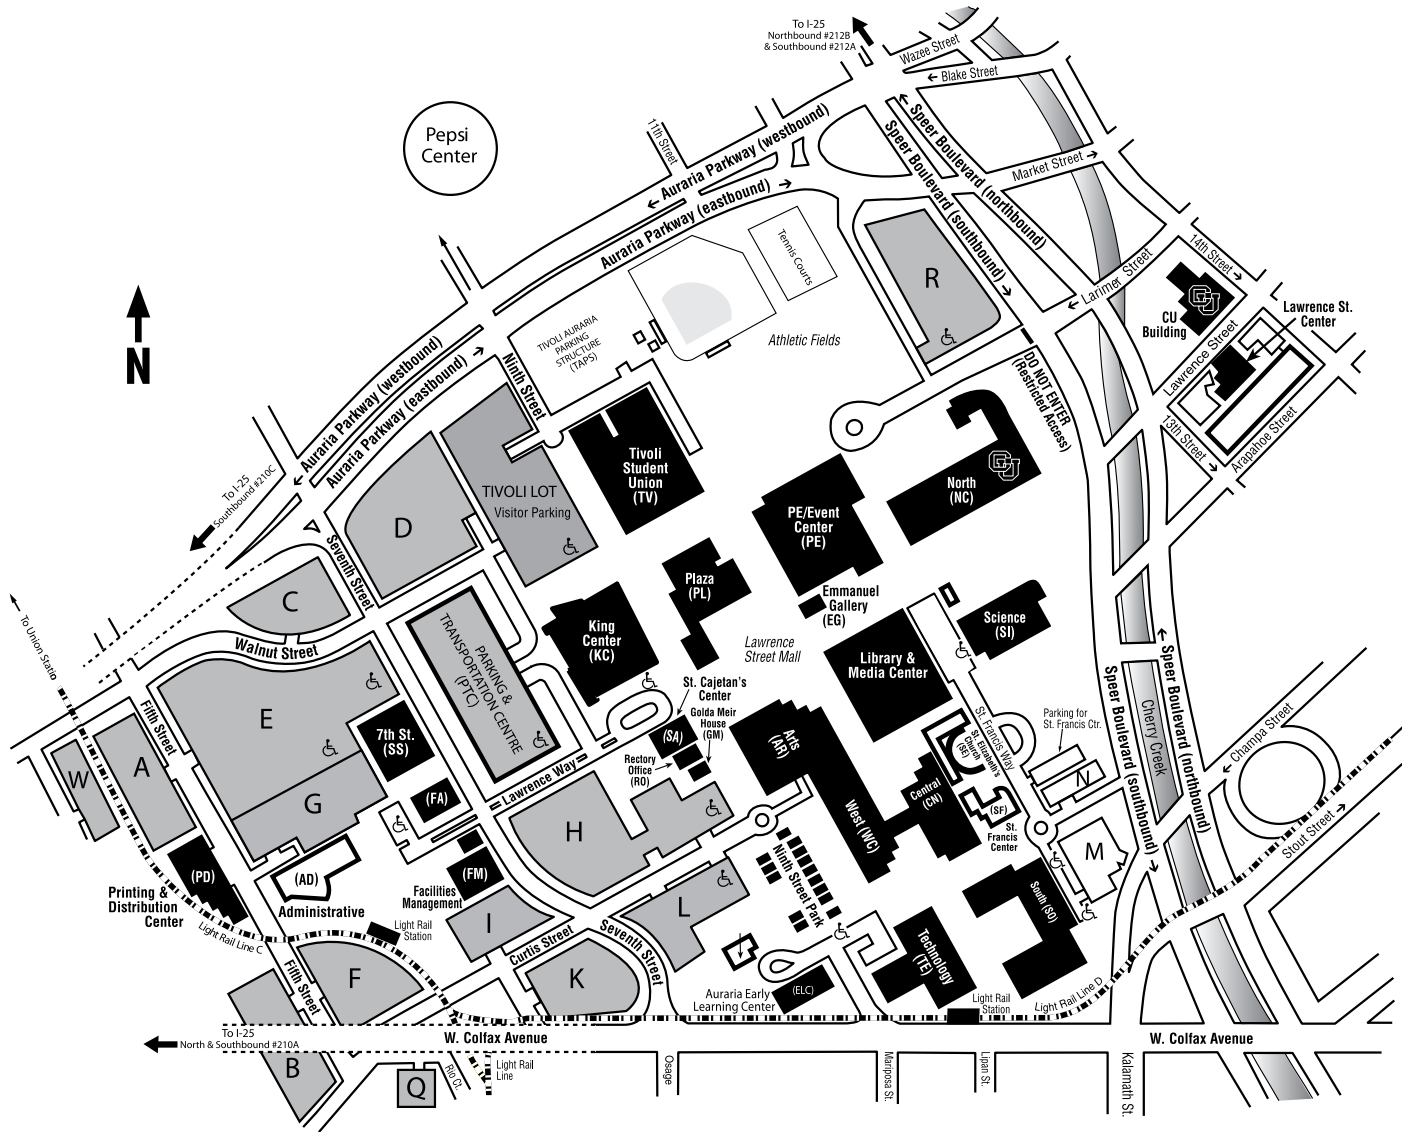 To I-25
Northbound #212B
& Southbound #212A
Wazee Street
Blake Street
Pepsi
Center
11th Street
Auraria Parkway (westbound)
Auraria Parkway (eastbound)
Speer Boulevard (northbound)
Speer Boulevard (southbound)
Market Street
Tennis Courts
R
14th Street
Larimer Street
CU
CU
Building
Lawrence St.
Center
Lawrence Street
13th Street
Arapahoe Street
N
TIVOLI AURARIA
PARKING
STRUCTURE
(TAPS)
Athletic Fields
DO NOT ENTER
(Restricted Access)
Ninth Street
Auraria Parkway (westbound)
Auraria Parkway (eastbound)
To I-25
Southbound #210C
Tivoli
Student
Union
(TV)
TIVOLI LOT
Visitor Parking
D
North
(NC)
CU
PE/Event
Center
(PE)
Seventh Street
C
Plaza
(PL)
Emmanuel
Gallery
(EG)
Science
(SI)
To Union Statio
Walnut Street
PARKING &
TRANSPORTATION CENTRE
(PTC)
King
Center
(KC)
Lawrence
Street Mall
Library &
Media Center
St. Cajetan's
Center
Golda Meir
House
(GM)
(SA)
Rectory
Office
(RO)
Speer Boulevard (southbound)
Speer Boulevard (northbound)
Cherry Creek
Champa Street
Stout Street
Fifth Street
E
7th St.
(SS)
W
A
G
(FA)
Lawrence Way
H
Arts
(AR)
West (WC)
Central
(CN)
St. Elizabeth's
Church
(SE)
St. Francis Way
Parking for
St. Francis Ctr.
N
(SF)
St.
Francis
Center
M
(PD)
Printing &
Distribution
Center
(AD)
Administrative
(FM)
Facilities
Management
Light Rail
Station
I
L
Ninth Street Park
South (SO)
Technology
(TE)
Light Rail Line C
Fifth Street
F
Curtis Street
K
Seventh Street
Auraria Early
Learning Center
(ELC)
Light Rail
Station
Light Rail Line D
To I-25
North & Southbound #210A
W. Colfax Avenue
W. Colfax Avenue
B
Q
Rio Ct.
Light Rail
Line
Osage
Mariposa St.
Lipan St.
Kalamath St.